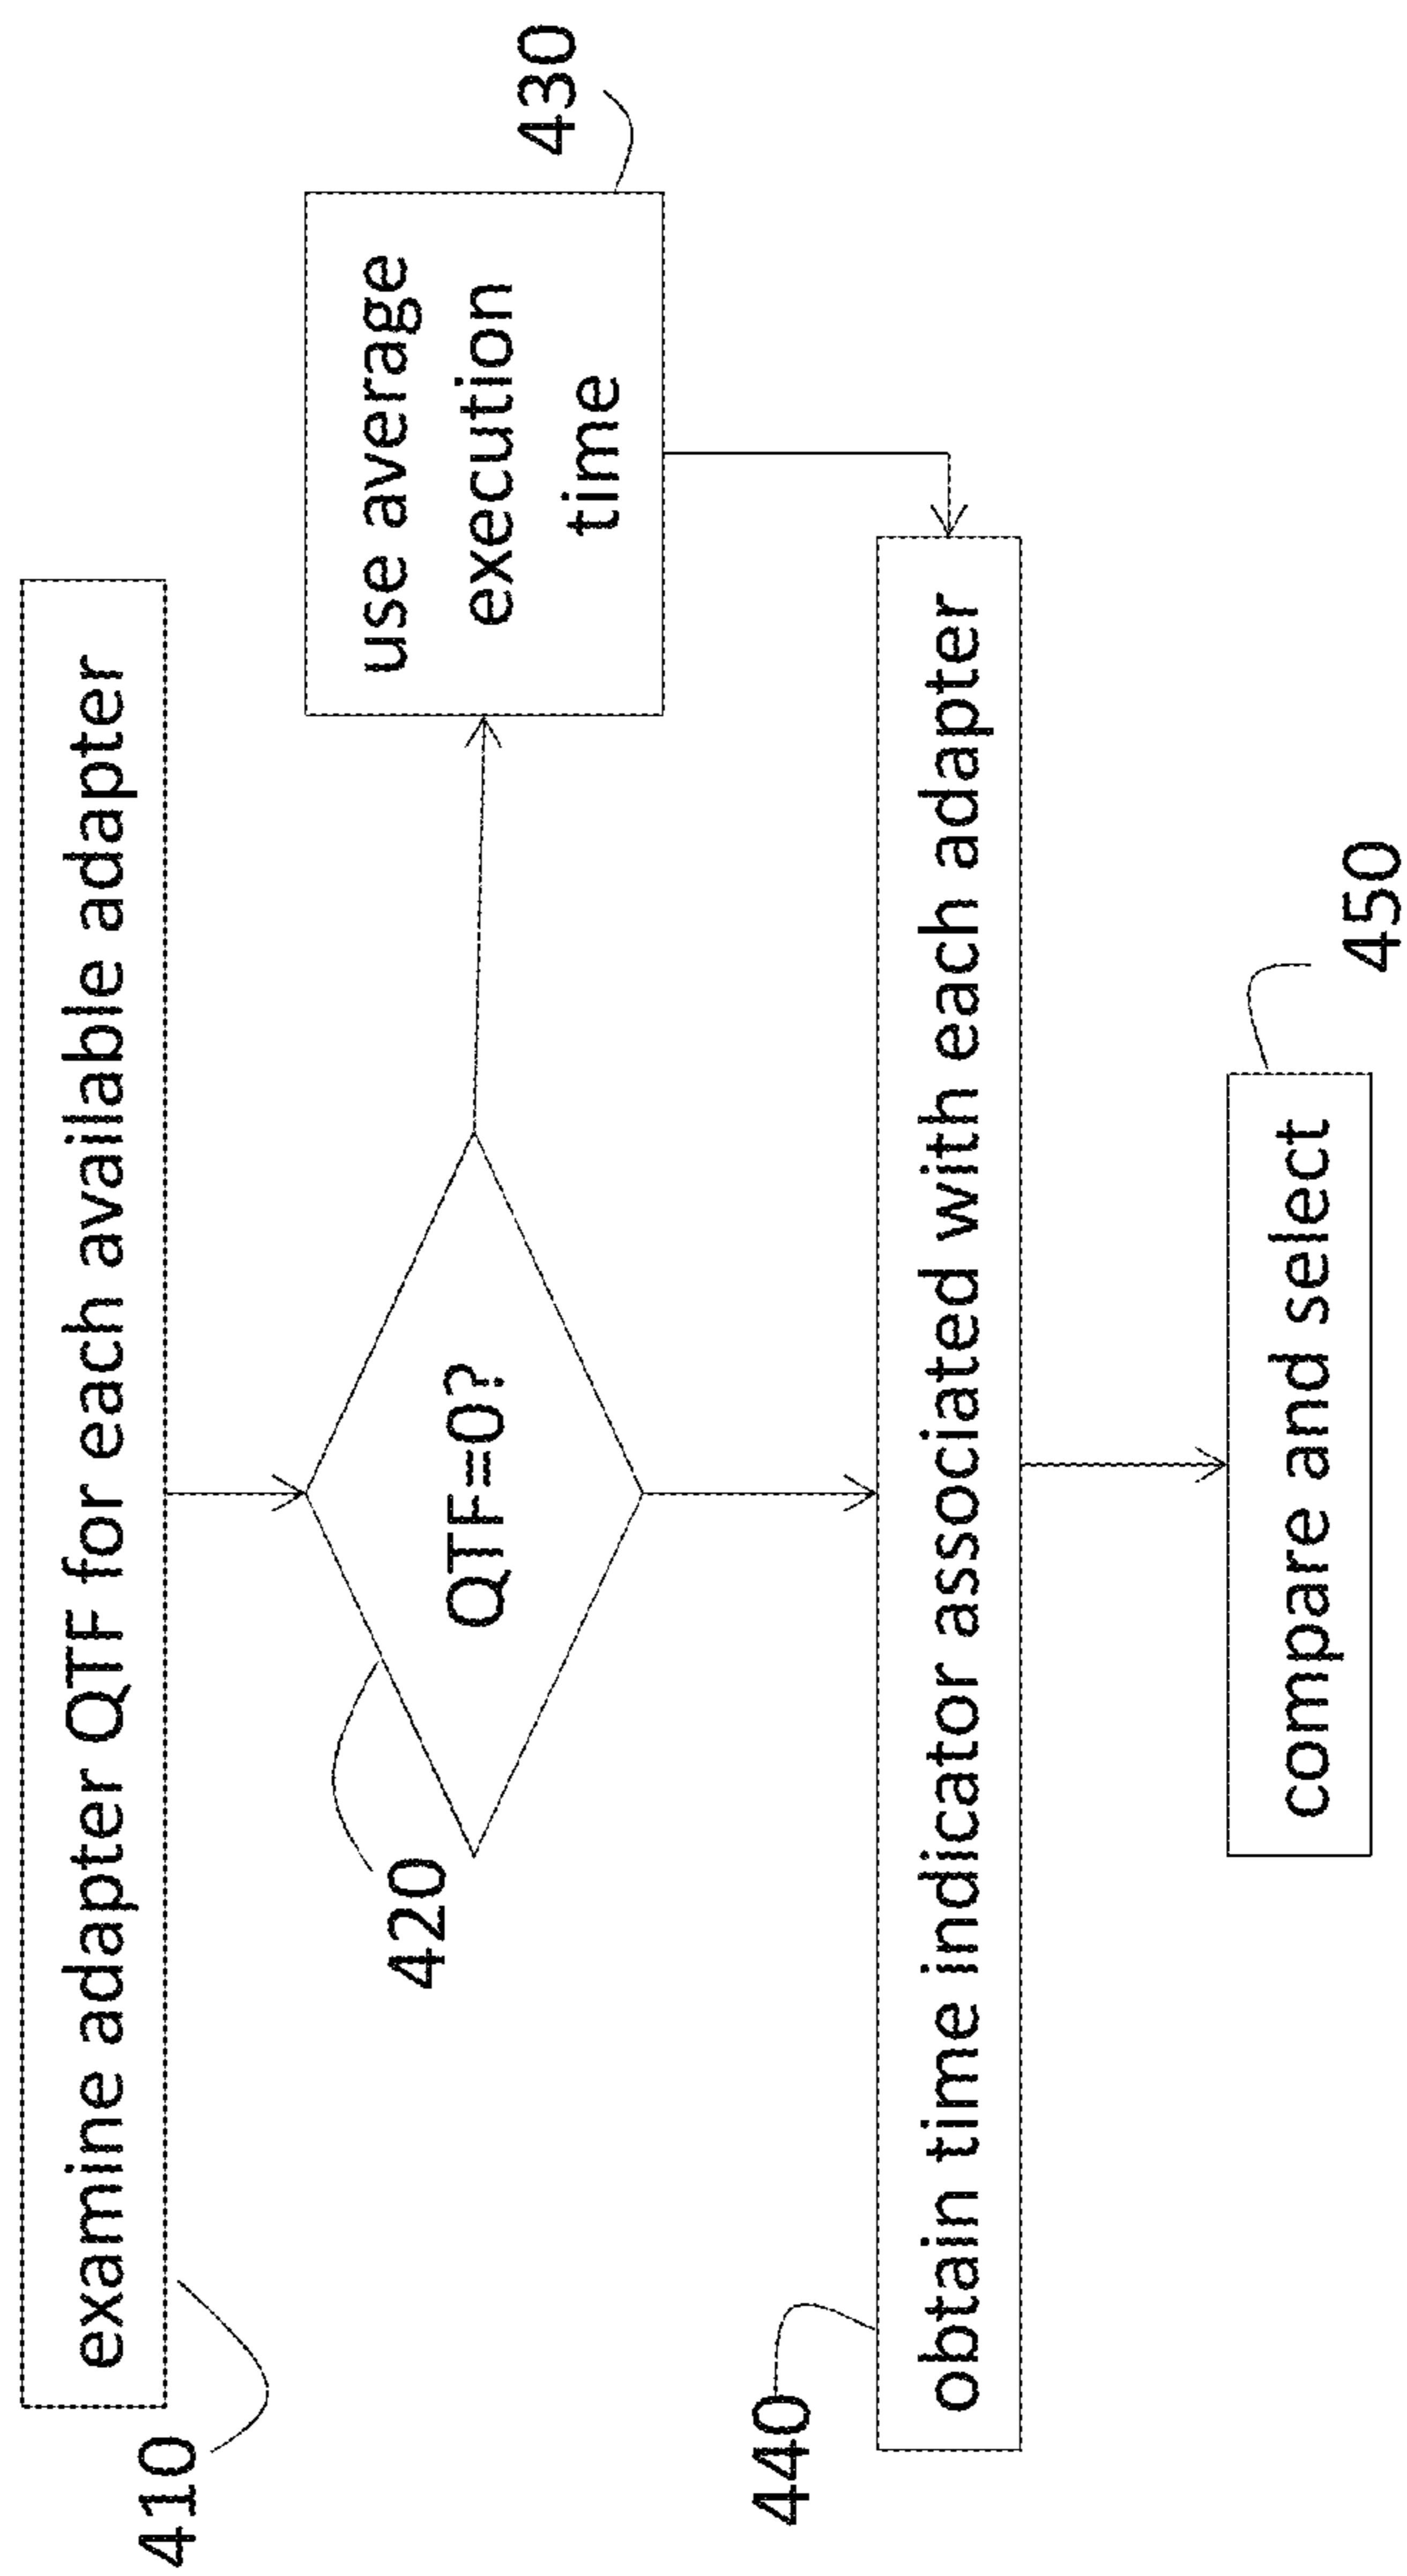 410
examine adapter QTF for each available adapter
420
QTF=0?
use average
execution
time
430
440
obtain time indicator associated with each adapter
compare and select
450